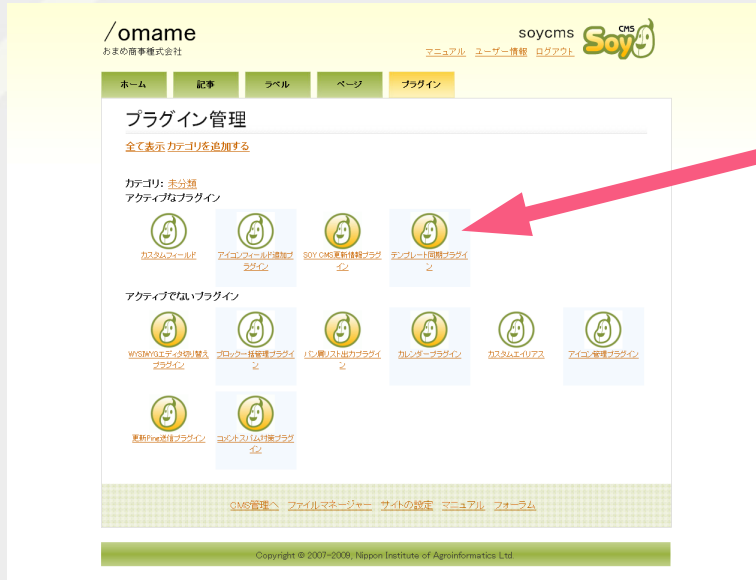 /omame
おまめ商事種式会社
soycms
マニュアル ユーザー情報 ログアウト
CMS
Soy
ホーム 記事 ラベル ページ プラグイン
プラグイン管理
全て表示 カテゴリを追加する
カテゴリ: 未分類
アクティブなプラグイン
カスタムフィールド
アイコンフィールド追加プ
ラグイン
SOY CMS更新情報プラグ
イン
テンプレート同期プラグイ
ン
アクティブでないプラグイン
WYSIWYGエディタ切り替え
プラグイン
ブロック一括管理プラグイ
ン
パン屑リスト出力プラグイ
ン
カレンダープラグイン
カスタムエイリアス
アイコン管理プラグイン
更新Ping送信プラグイン
コメントスパム対策プラグ
イン
CMS管理へ ファイルマネージャー サイトの設定 マニュアル フォーラム
Copyright © 2007-2009, Nippon Institute of Agroinformatics Ltd.